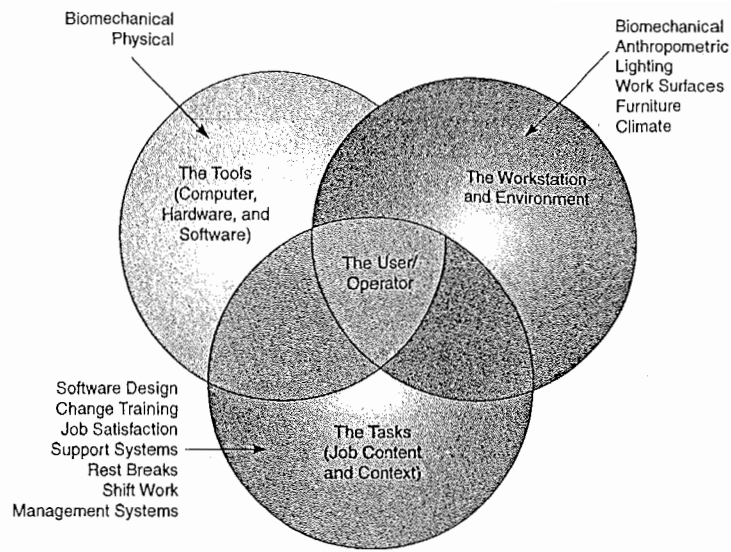 Biomechanical
Physical
Biomechanical
Anthropometric
Lighting
Work Surfaces
Furniture
Climate
The Tools
(Computer,
Hardware, and
Software)
The Workstation
and Environment
The User/
Operator
Software Design
Change Training
Job Satisfaction
Support Systems
Rest Breaks
Shift Work
Management Systems
The Tasks
(Job Content
and Context)